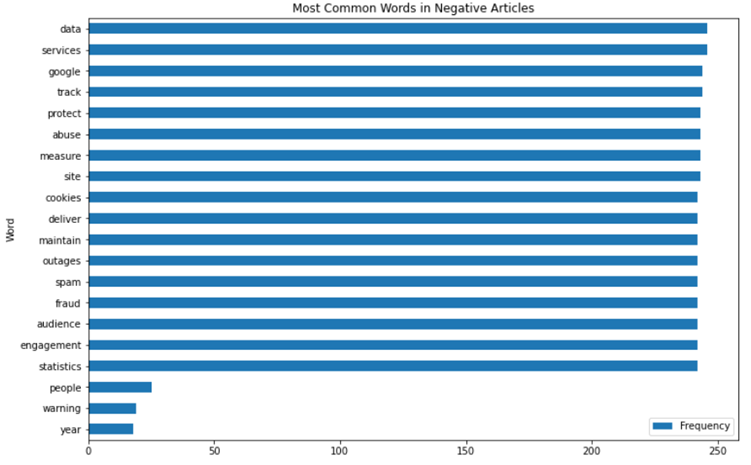 Most Common Words in Negative Articles
data
services
google
track
protect
abuse
measure
site
cookies
deliver
maintain
outages
spam
fraud
audience
engagement
statistics
people
warning
year
Word
Frequency
0 50 100 150 200 250